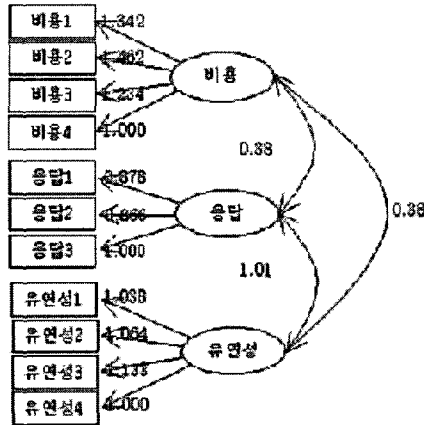 비용1 1.342
비용2 1.462
비용3 1.234
비용4 1.000
비용
0.38
응답1 0.878
응답2 0.866
응답3 1.000
응답
0.38
1.01
유연성1 1.038
유연성2 1.064
유연성3 1.133
유연성4 1.000
유연성